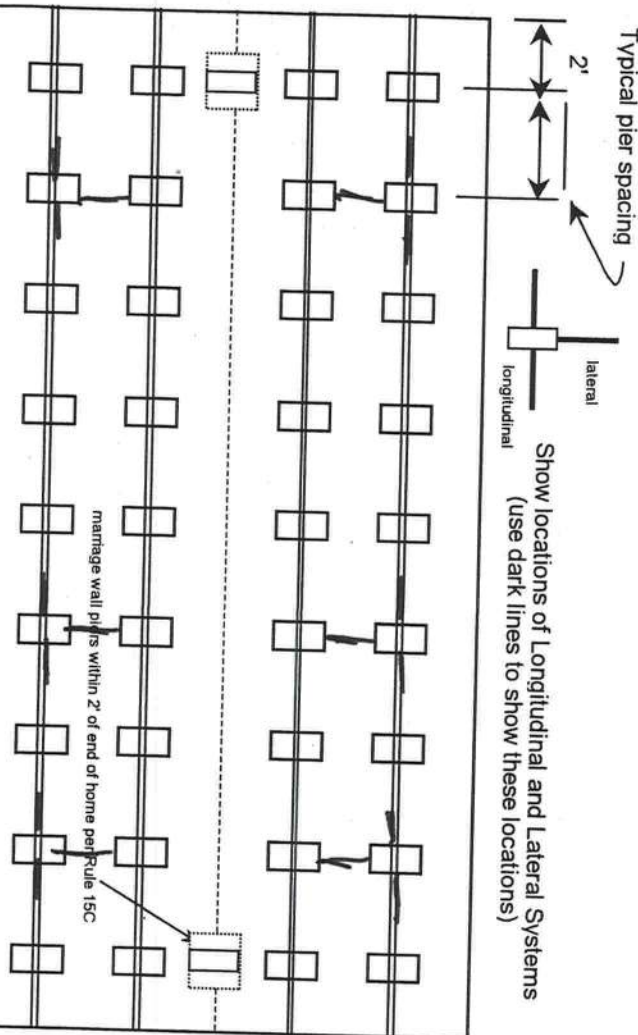 Typical pier spacing
2'
lateral
longitudinal
Show locations of Longitudinal and Lateral Systems
(use dark lines to show these locations)
marriage wall piers within 2' of end of home per Rule 15C